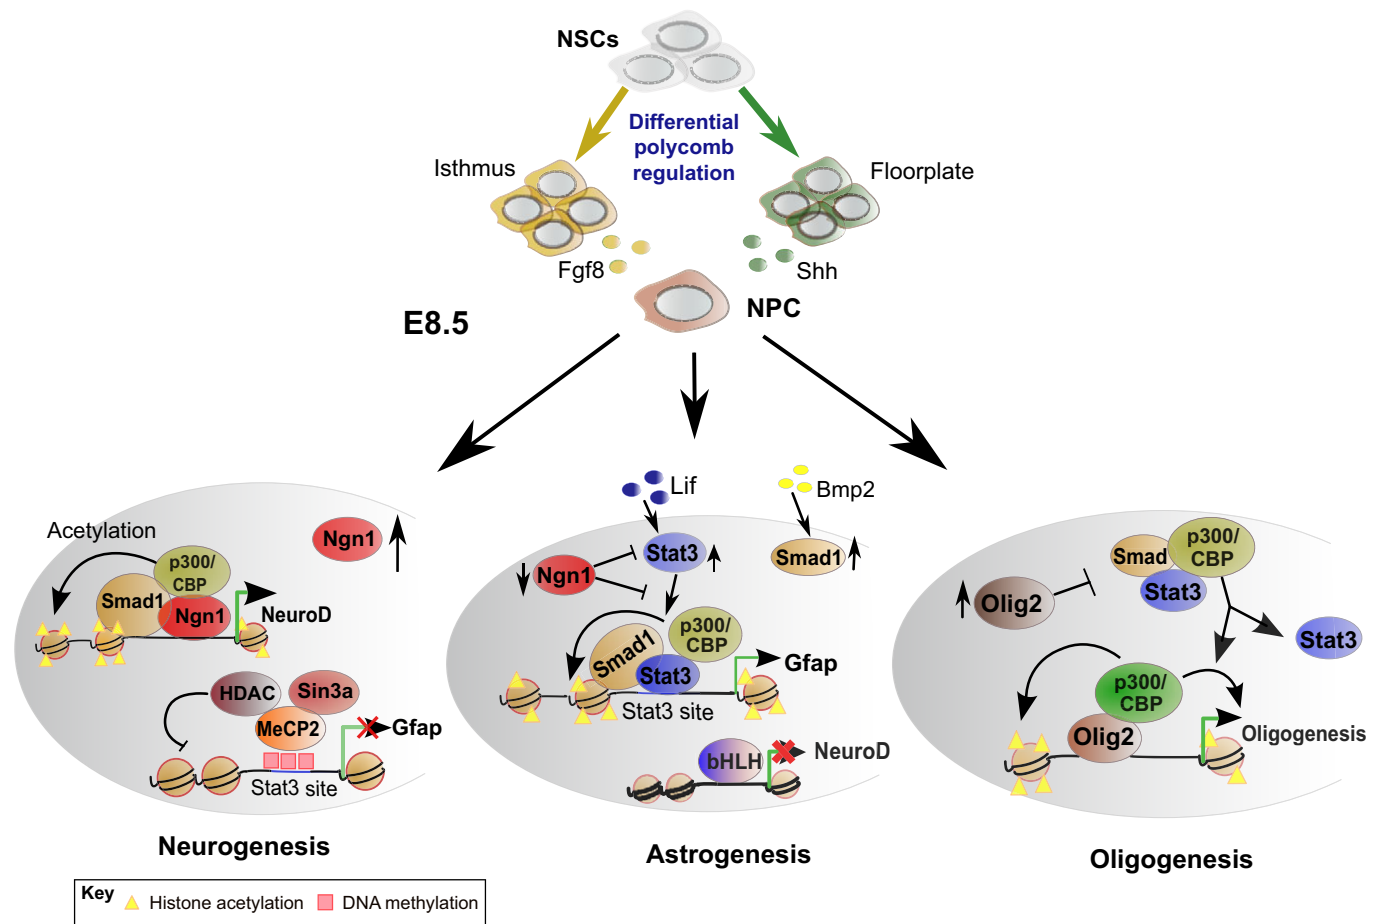 NSCs
Differential
polycomb
regulation
Isthmus
Floorplate
Fgf8
Shh
NPC
E8.5
Acetylation
Ngn1
p300/
CBP
Smad1
Ngn1
NeuroD
HDAC
Sin3a
MeCP2
Gfap
Stat3 site
Neurogenesis
Lif
Bmp2
Stat3
Smad1
Ngn1
p300/
CBP
Smad1
Stat3
Gfap
Stat3 site
bHLH
NeuroD
Astrogenesis
p300/
CBP
Smad
Stat3
Olig2
Stat3
p300/
CBP
Olig2
Oligogenesis
Oligogenesis
Key
Histone acetylation
DNA methylation